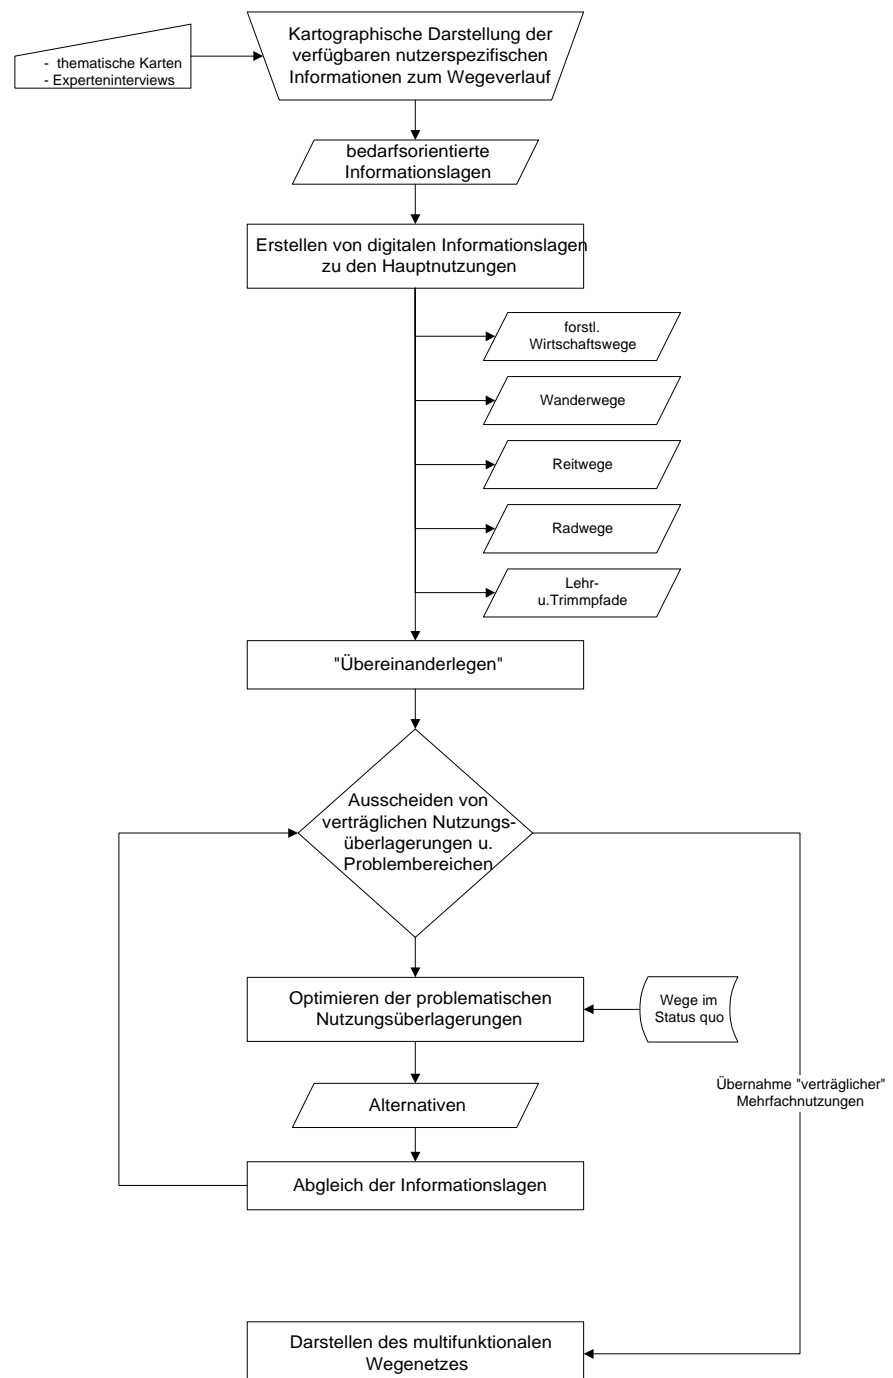 - thematische Karten
- Experteninterviews
Kartographische Darstellung der
verfügbaren nutzerspezifischen
Informationen zum Wegeverlauf
bedarfsorientierte
Informationslagen
Erstellen von digitalen Informationslagen
zu den Hauptnutzungen
forstl.
Wirtschaftswege
Wanderwege
Reitwege
Radwege
Lehr-
u.Trimmpfade
"Übereinanderlegen"
Ausscheiden von
verträglichen Nutzungs-
überlagerungen u.
Problembereichen
Optimieren der problematischen
Nutzungsüberlagerungen
Wege im
Status quo
Übernahme "verträglicher"
Mehrfachnutzungen
Alternativen
Abgleich der Informationslagen
Darstellen des multifunktionalen
Wegenetzes